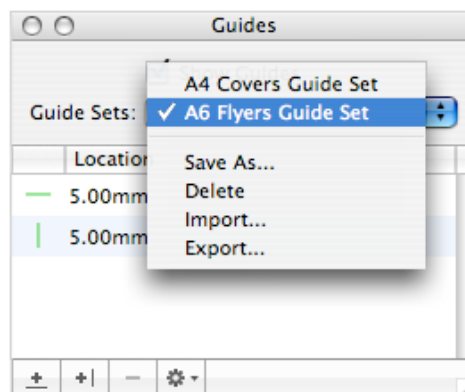 Guides
A4 Covers Guide Set
Guide Sets: ✓ A6 Flyers Guide Set
Location
Save As...
5.00mm
Delete
Import...
5.00mm
Export...